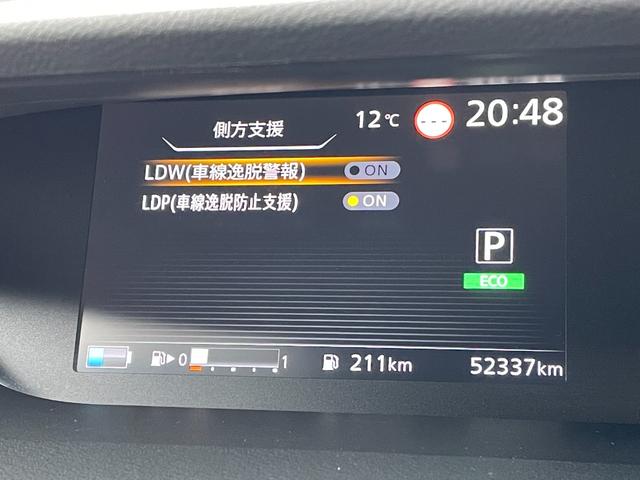 側方支援
12℃
---
20:48
LDW(車線逸脱警報)
ON
LDP(車線逸脱防止支援)
ON
P
ECO
0
1
211km
52337km